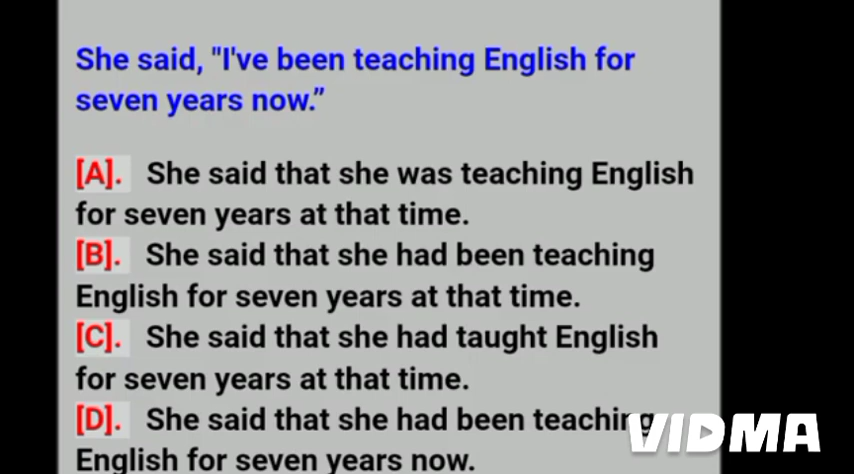 She said, "I've been teaching English for
seven years now.”
[A]. She said that she was teaching English
for seven years at that time.
[B]. She said that she had been teaching
English for seven years at that time.
[C]. She said that she had taught English
for seven years at that time.
[D]. She said that she had been teaching
English for seven years now.
VIDMA